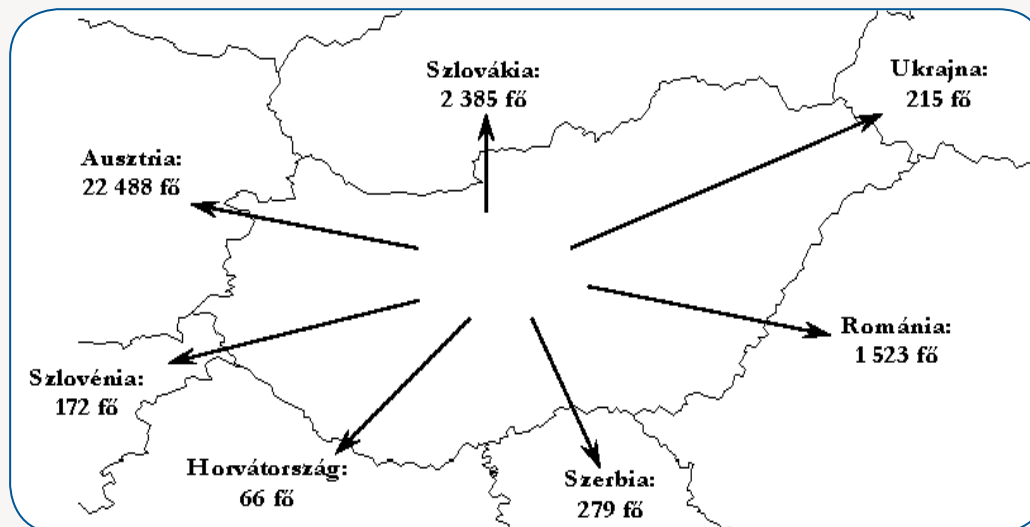 Szlovákia:
2 385 fő
Ukrajna:
215 fő
Ausztria:
22 488 fő
Románia:
1 523 fő
Szlovénia:
172 fő
Horvátország:
66 fő
Szerbia:
279 fő